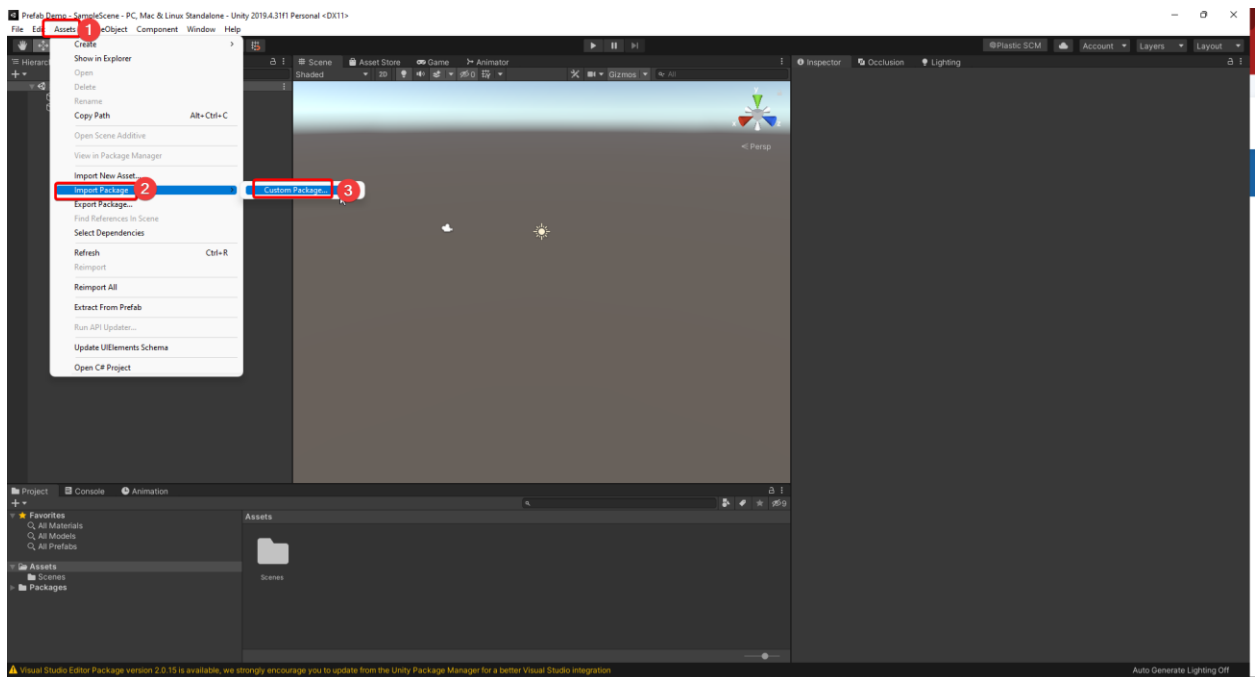 Prefab Demo - SampleScene - PC, Mac & Linux Standalone - Unity 2019.4.31f1 Personal <DX11>
File Assets 1 Object Component Window Help
Plastic SCM Account Layers Layout
Scene Asset Store Game Animator
Inspector Occlusion Lighting
Shaded 2D 0 Gizmos All
Create
Show in Explorer
Open
Delete
Rename
Copy Path Alt+Ctrl+C
Open Scene Additive
View in Package Manager
Import New Asset...
Import Package 2
Custom Package... 3
Export Package...
Find References In Scene
Select Dependencies
Refresh Ctrl+R
Reimport
Reimport All
Extract From Prefab
Run API Updater...
Update UIElements Schema
Open C# Project
y
x
z
< Persp
Project Console Animation
9
Favorites
All Materials
All Models
All Prefabs
Assets
Scenes
Packages
Assets
Scenes
Visual Studio Editor Package version 2.0.15 is available, we strongly encourage you to update from the Unity Package Manager for a better Visual Studio integration
Auto Generate Lighting Off